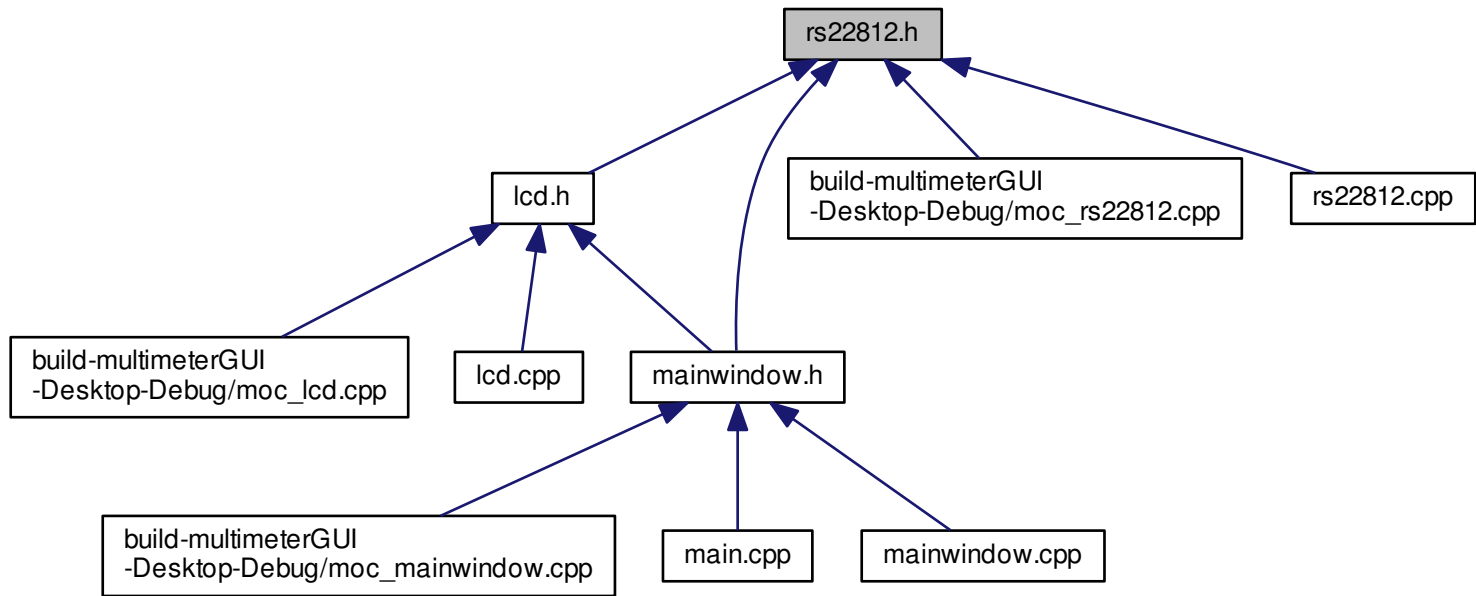 rs22812.h
lcd.h
build-multimeterGUI
-Desktop-Debug/moc_rs22812.cpp
rs22812.cpp
build-multimeterGUI
-Desktop-Debug/moc_lcd.cpp
lcd.cpp
mainwindow.h
build-multimeterGUI
-Desktop-Debug/moc_mainwindow.cpp
main.cpp
mainwindow.cpp